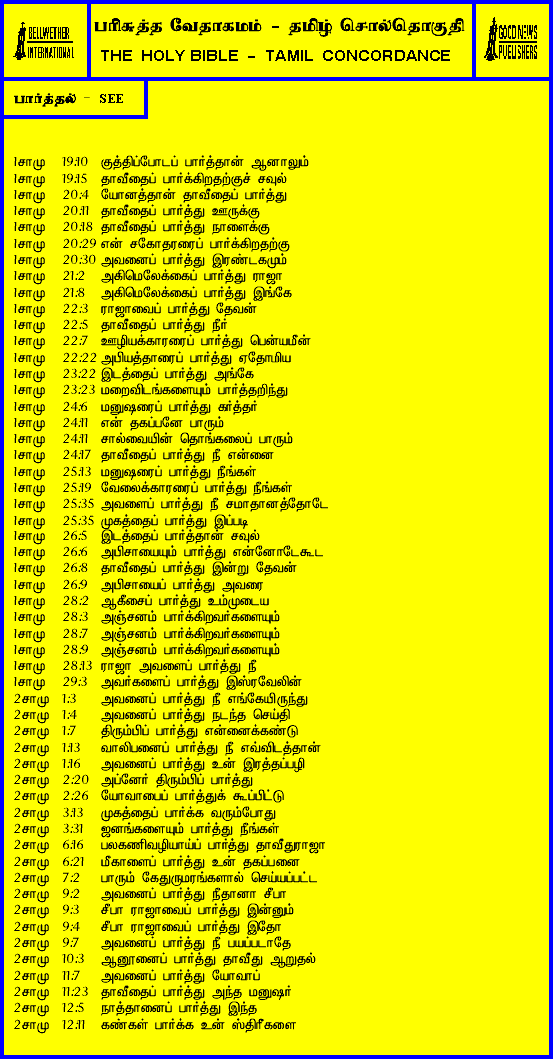 BELLWETHER
INTERNATIONAL
பரிசுத்த வேதாகமம் - தமிழ் சொல்தொகுதி
THE HOLY BIBLE - TAMIL CONCORDANCE
GOOD NEWS
PUBLISHERS
பார்த்தல் - SEE
1சாமு 19:10 குத்திப்போடப் பார்த்தான் ஆனாலும்
1சாமு 19:15 தாவீதைப் பார்க்கிறதற்குச் சவுல்
1சாமு 20:4 யோனத்தான் தாவீதைப் பார்த்து
1சாமு 20:11 தாவீதைப் பார்த்து ஊருக்கு
1சாமு 20:18 தாவீதைப் பார்த்து நாளைக்கு
1சாமு 20:29 என் சகோதரரைப் பார்க்கிறதற்கு
1சாமு 20:30 அவனைப் பார்த்து இரண்டகமும்
1சாமு 21:2 அகிமெலேக்கைப் பார்த்து ராஜா
1சாமு 21:8 அகிமெலேக்கைப் பார்த்து இங்கே
1சாமு 22:3 ராஜாவைப் பார்த்து தேவன்
1சாமு 22:5 தாவீதைப் பார்த்து நீர்
1சாமு 22:7 ஊழியக்காரரைப் பார்த்து பென்யமீன்
1சாமு 22:22 அபியத்தாரைப் பார்த்து ஏதோமிய
1சாமு 23:22 இடத்தைப் பார்த்து அங்கே
1சாமு 23:23 மறைவிடங்களையும் பார்த்தறிந்து
1சாமு 24:6 மனுஷரைப் பார்த்து கர்த்தர்
1சாமு 24:11 என் தகப்பனே பாரும்
1சாமு 24:11 சால்வையின் தொங்கலைப் பாரும்
1சாமு 24:17 தாவீதைப் பார்த்து நீ என்னை
1சாமு 25:13 மனுஷரைப் பார்த்து நீங்கள்
1சாமு 25:19 வேலைக்காரரைப் பார்த்து நீங்கள்
1சாமு 25:35 அவளைப் பார்த்து நீ சமாதானத்தோடே
1சாமு 25:35 முகத்தைப் பார்த்து இப்படி
1சாமு 26:5 இடத்தைப் பார்த்தான் சவுல்
1சாமு 26:6 அபிசாயையும் பார்த்து என்னோடேகூட
1சாமு 26:8 தாவீதைப் பார்த்து இன்று தேவன்
1சாமு 26:9 அபிசாயைப் பார்த்து அவரை
1சாமு 28:2 ஆகீசைப் பார்த்து உம்முடைய
1சாமு 28:3 அஞ்சனம் பார்க்கிறவர்களையும்
1சாமு 28:7 அஞ்சனம் பார்க்கிறவர்களையும்
1சாமு 28:9 அஞ்சனம் பார்க்கிறவர்களையும்
1சாமு 28:13 ராஜா அவளைப் பார்த்து நீ
1சாமு 29:3 அவர்களைப் பார்த்து இஸ்ரவேலின்
2சாமு 1:3 அவனைப் பார்த்து நீ எங்கேயிருந்து
2சாமு 1:4 அவனைப் பார்த்து நடந்த செய்தி
2சாமு 1:7 திரும்பிப் பார்த்து என்னைக்கண்டு
2சாமு 1:13 வாலிபனைப் பார்த்து நீ எவ்விடத்தான்
2சாமு 1:16 அவனைப் பார்த்து உன் இரத்தப்பழி
2சாமு 2:20 அப்னேர் திரும்பிப் பார்த்து
2சாமு 2:26 யோவாபைப் பார்த்துக் கூப்பிட்டு
2சாமு 3:13 முகத்தைப் பார்க்க வரும்போது
2சாமு 3:31 ஜனங்களையும் பார்த்து நீங்கள்
2சாமு 6:16 பலகணிவழியாய்ப் பார்த்து தாவீதுராஜா
2சாமு 6:21 மீகாளைப் பார்த்து உன் தகப்பனை
2சாமு 7:2 பாரும் கேதுருமரங்களால் செய்யப்பட்ட
2சாமு 9:2 அவனைப் பார்த்து நீதானா சீபா
2சாமு 9:3 சீபா ராஜாவைப் பார்த்து இன்னும்
2சாமு 9:4 சீபா ராஜாவைப் பார்த்து இதோ
2சாமு 9:7 அவனைப் பார்த்து நீ பயப்படாதே
2சாமு 10:3 ஆனூனைப் பார்த்து தாவீது ஆறுதல்
2சாமு 11:7 அவனைப் பார்த்து யோவாப்
2சாமு 11:23 தாவீதைப் பார்த்து அந்த மனுஷர்
2சாமு 12:5 நாத்தானைப் பார்த்து இந்த
2சாமு 12:11 கண்கள் பார்க்க உன் ஸ்திரீகளை